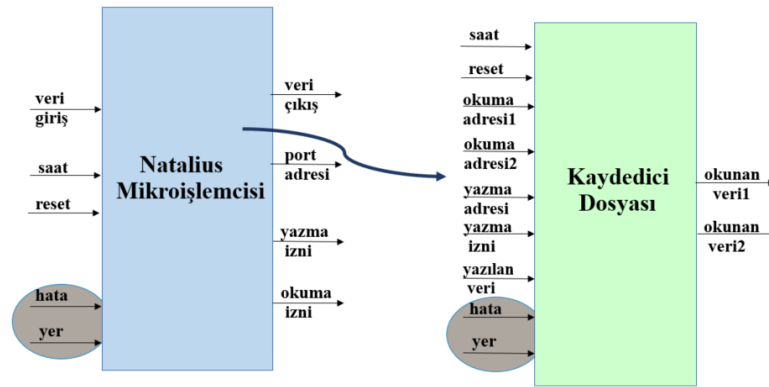 veri
giriş
saat
reset
hata
yer
Natalius
Mikroişlemcisi
veri
çıkış
port
adresi
yazma
izni
okuma
izni
saat
reset
okuma
adresi1
okuma
adresi2
yazma
adresi
yazma
izni
yazılan
veri
hata
yer
Kaydedici
Dosyası
okunan
veri1
okunan
veri2